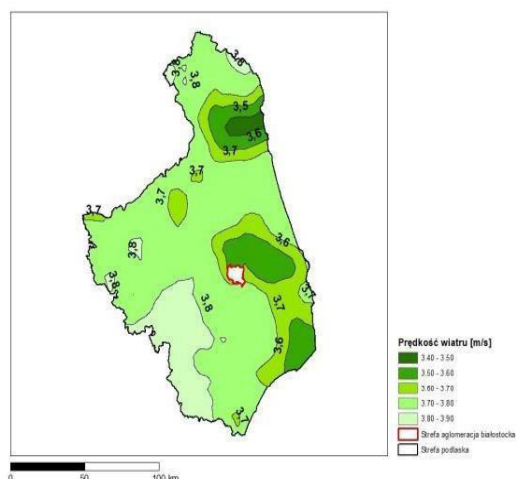 3,8
3,8
3,8
3,5
3,6
3,7
3,7
3,7
3,7
3,6
3,8
3,8
3,7
3,8
3,7
3,6
3,7
Prędkość wiatru [m/s]
3.40 - 3.50
3.50 - 3.60
3.60 - 3.70
3.70 - 3.80
3.80 - 3.90
Strefa aglomeracja białostocka
Strefa podlaska
0 50 100 km